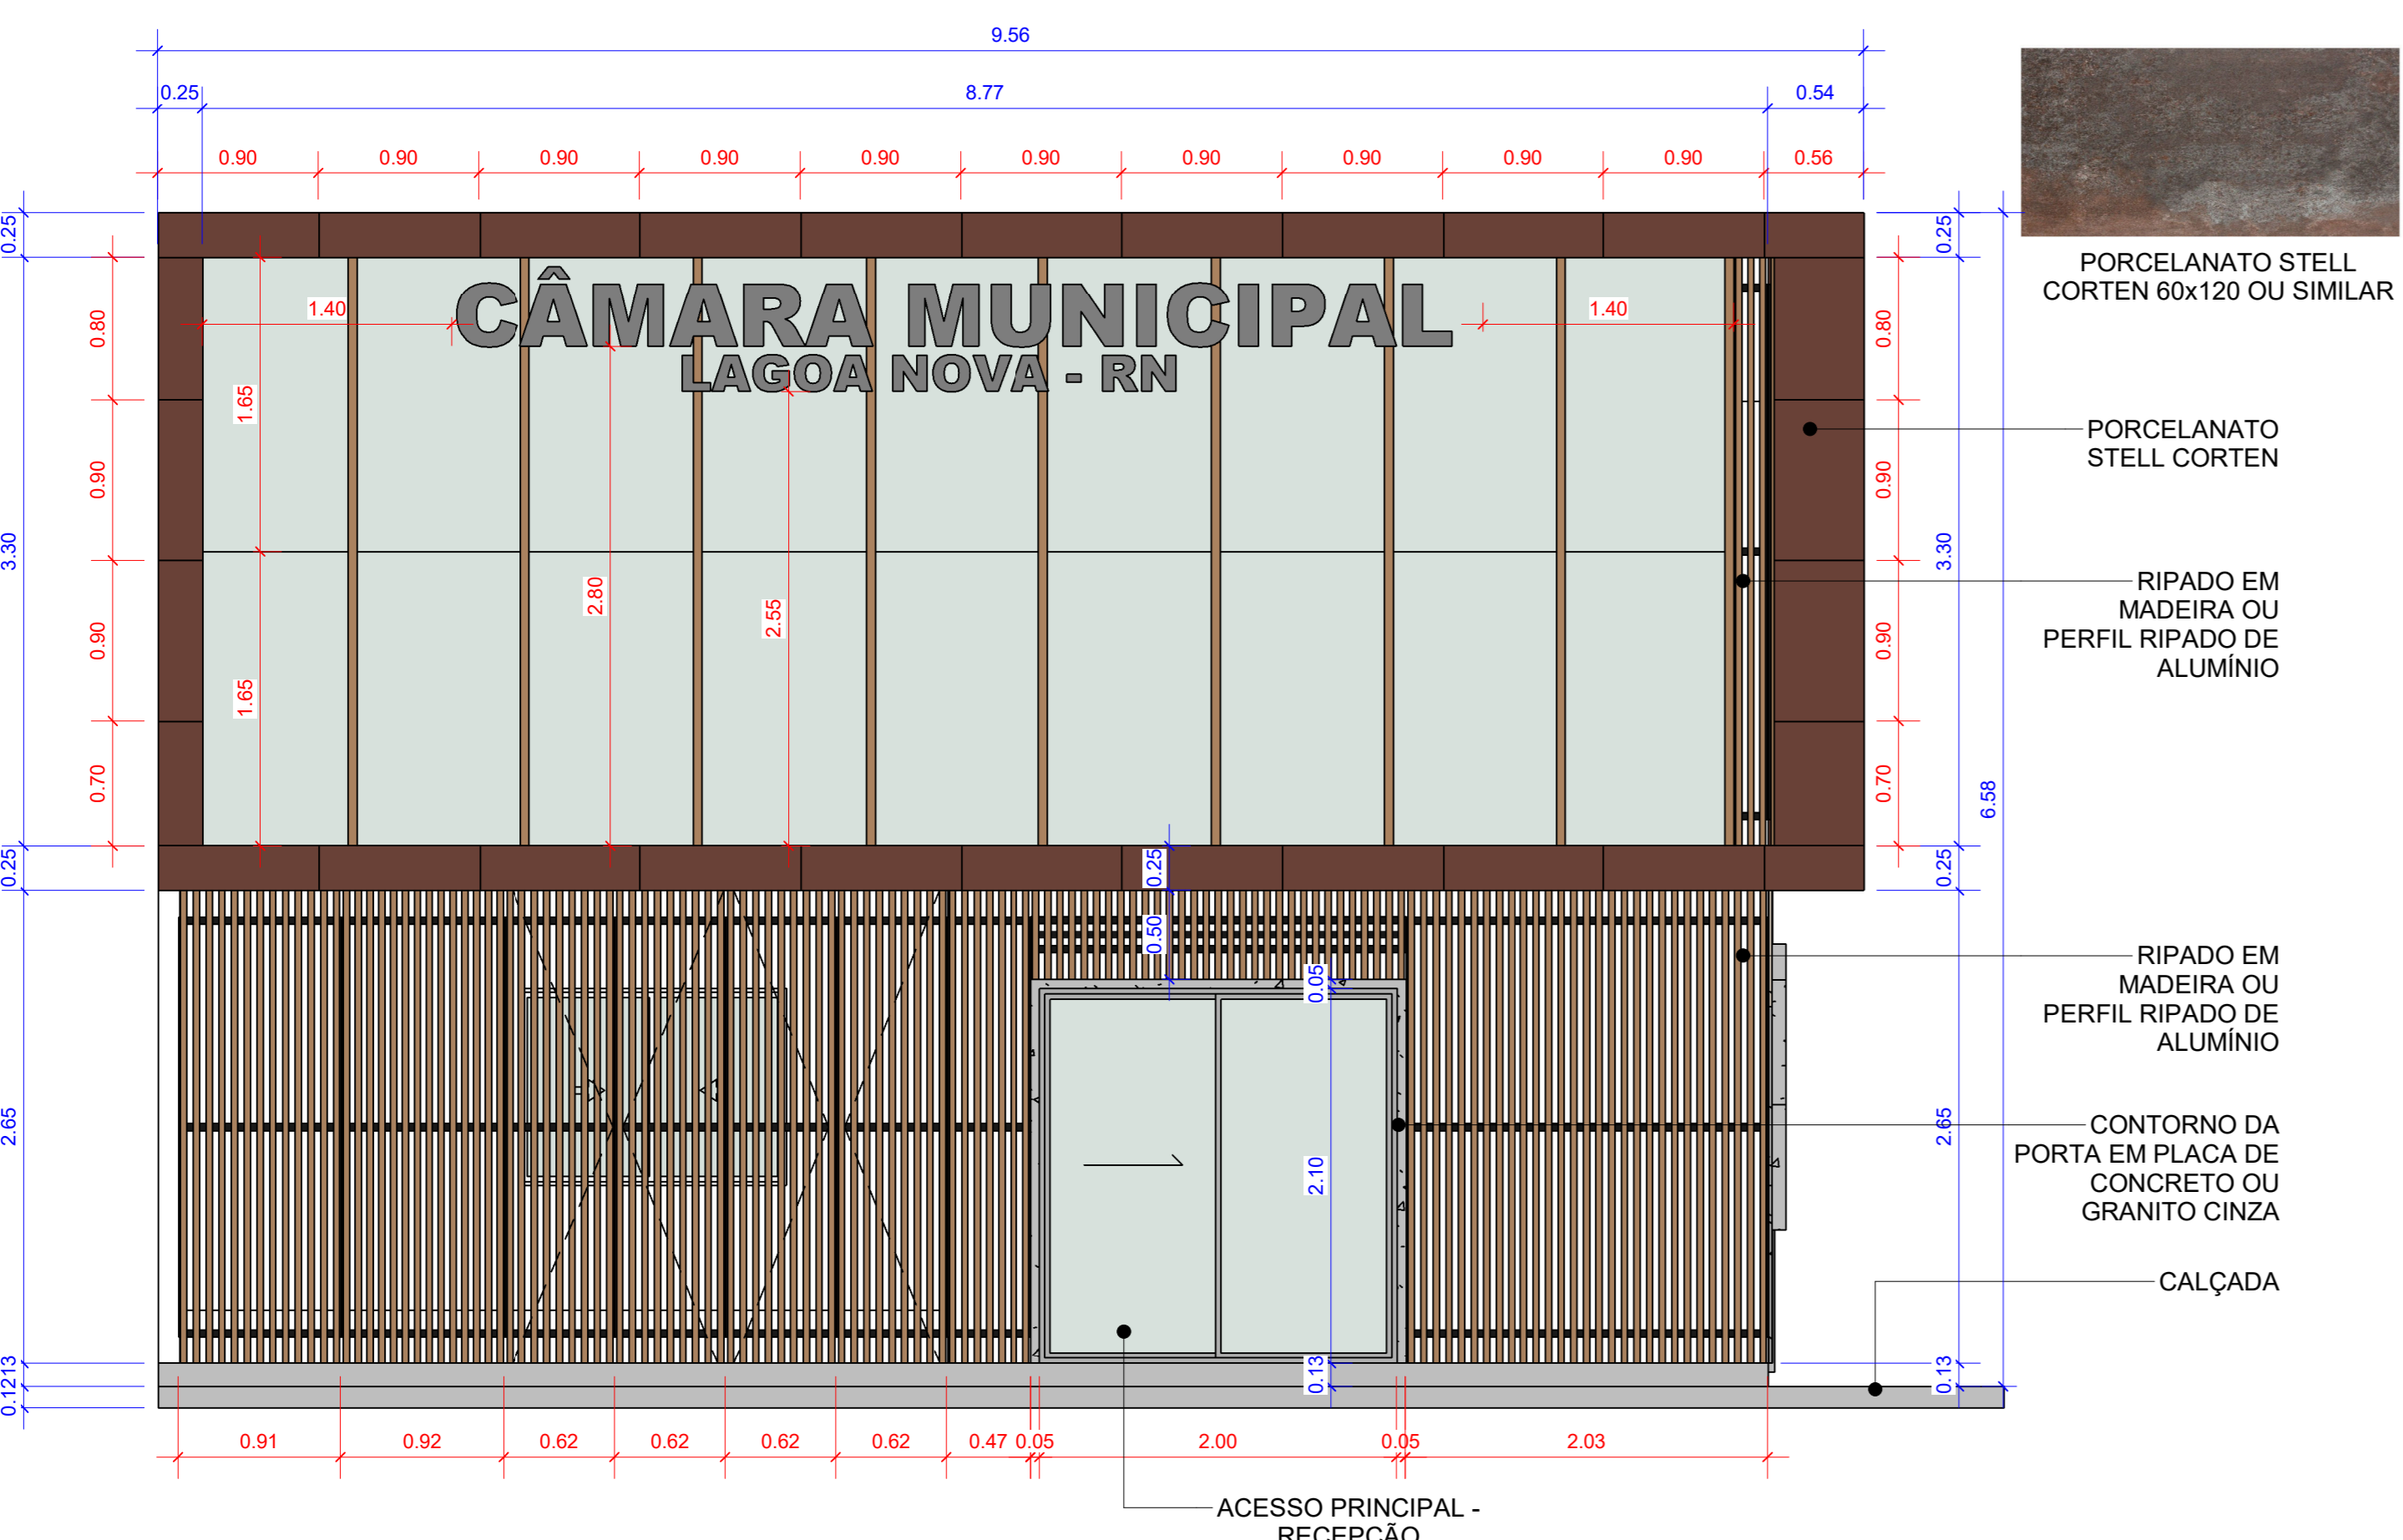 9.56
0.25 8.77 0.54
0.90 0.90 0.90 0.90 0.90 0.90 0.90 0.90 0.90 0.90 0.56
PORCELANATO STELL
CORTEN 60x120 OU SIMILAR
0.25
0.80
0.90
3.30
0.90
0.70
0.25
2.65
13
0.12
1.40
CÂMARA MUNICIPAL
LAGOA NOVA - RN
1.40
1.65
1.65
2.80
2.55
0.25
0.50
0.05
2.10
0.13
0.25
0.80
0.90
3.30
0.90
0.70
6.58
0.25
2.65
0.13
PORCELANATO
STELL CORTEN
RIPADO EM
MADEIRA OU
PERFIL RIPADO DE
ALUMÍNIO
RIPADO EM
MADEIRA OU
PERFIL RIPADO DE
ALUMÍNIO
CONTORNO DA
PORTA EM PLACA DE
CONCRETO OU
GRANITO CINZA
CALÇADA
0.91 0.92 0.62 0.62 0.62 0.62 0.47 0.05 2.00 0.05 2.03
ACESSO PRINCIPAL -
RECEPÇÃO